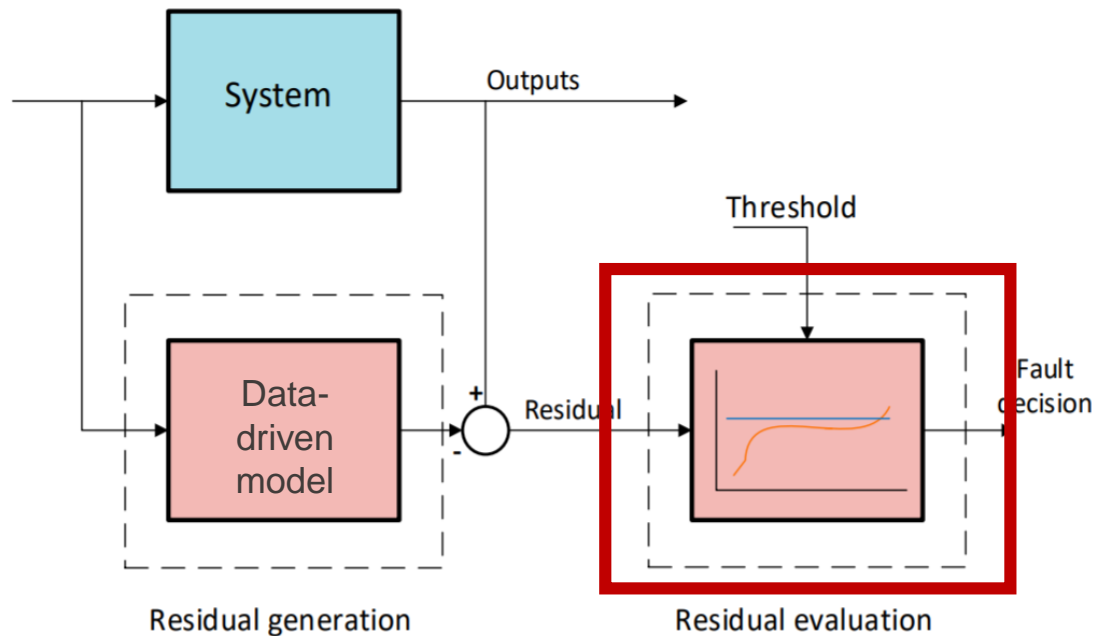 System
Outputs
Threshold
Data-
driven
model
+
-
Residual
Fault
decision
Residual generation
Residual evaluation